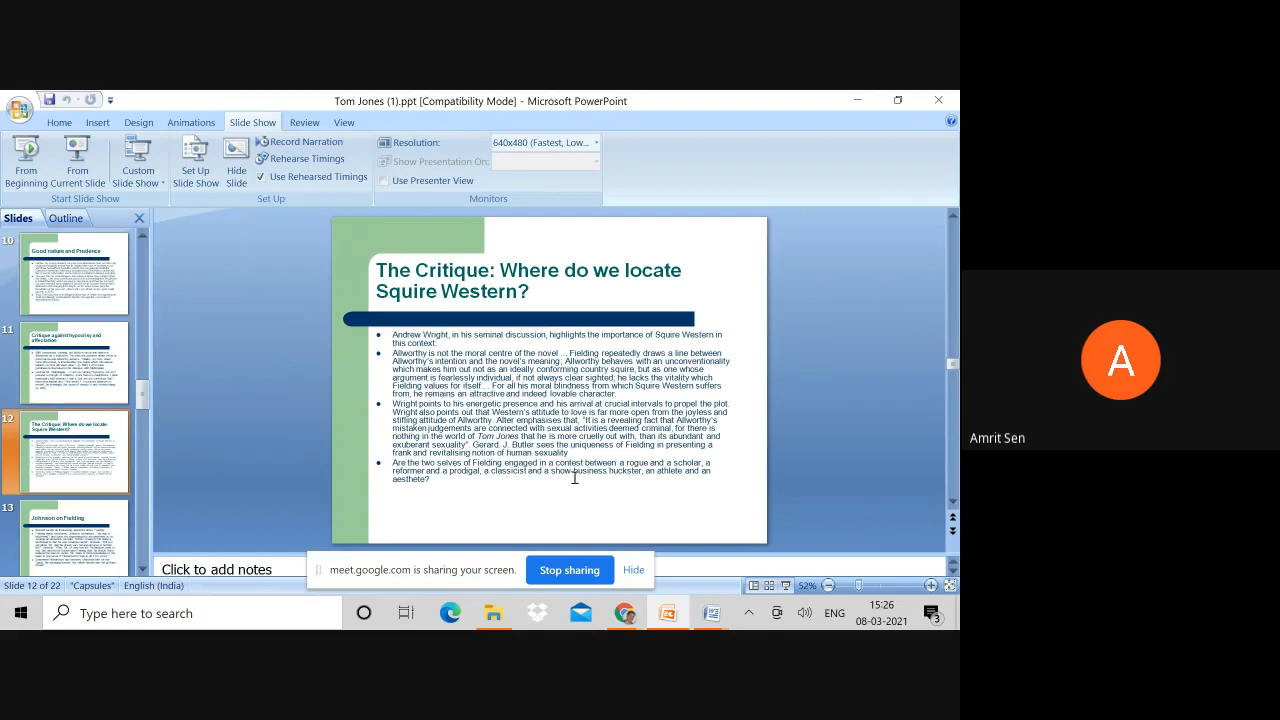 Tom Jones (1).ppt [Compatibility Mode] - Microsoft PowerPoint
Home Insert Design Animations Slide Show Review View
From Beginning
From Current Slide
Custom Slide Show
Set Up Slide Show
Hide Slide
Record Narration
Rehearse Timings
Use Rehearsed Timings
Resolution: 640x480 (Fastest, Low...
Show Presentation On:
Use Presenter View
Start Slide Show
Set Up
Monitors
Slides Outline
10
Good nature and Prudence
11
Critique against hypocrisy and
affectation
12
The Critique: Where do we locate
Squire Western?
13
Johnson on Fielding
The Critique: Where do we locate
Squire Western?
Andrew Wright, in his seminal discussion, highlights the importance of Squire Western in
this context:
Allworthy is not the moral centre of the novel ... Fielding repeatedly draws a line between
Allworthy's intention and the novel's meaning; Allworthy behaves with an unconventionality
which makes him out not as an ideally conforming country squire, but as one whose
argument is fearlessly individual, if not always clear sighted; he lacks the vitality which
Fielding values for itself... For all his moral blindness from which Squire Western suffers
from, he remains an attractive and indeed lovable character.
Wright points to his energetic presence and his arrival at crucial intervals to propel the plot.
Wright also points out that Western's attitude to love is far more open from the joyless and
stifling attitude of Allworthy. After emphasises that, "It is a revealing fact that Allworthy's
mistaken judgements are connected with sexual activities deemed criminal, for there is
nothing in the world of Tom Jones that he is more cruelly out with, than its abundant and
exuberant sexuality". Gerard. J. Butler sees the uniqueness of Fielding in presenting a
frank and revitalising notion of human sexuality
Are the two selves of Fielding engaged in a contest between a rogue and a scholar, a
reformer and a prodigal, a classicist and a show-business huckster, an athlete and an
aesthete?
Click to add notes
meet.google.com is sharing your screen. Stop sharing Hide
Slide 12 of 22 "Capsules" English (India) 52%
Type here to search
ENG
15:26
08-03-2021
3
A
Amrit Sen